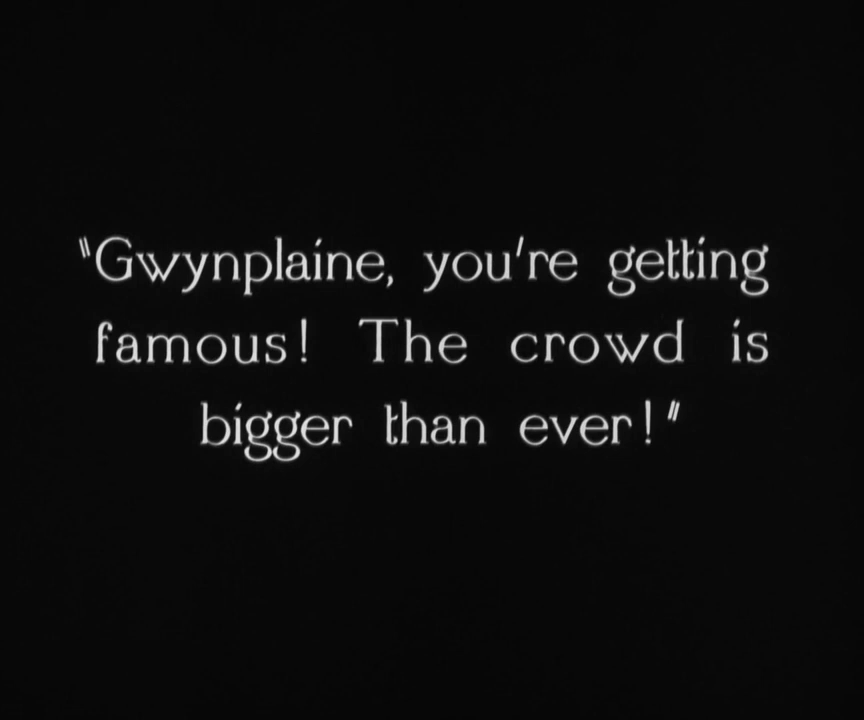 "Gwynplaine, you're getting
famous! The crowd is
bigger than ever!"